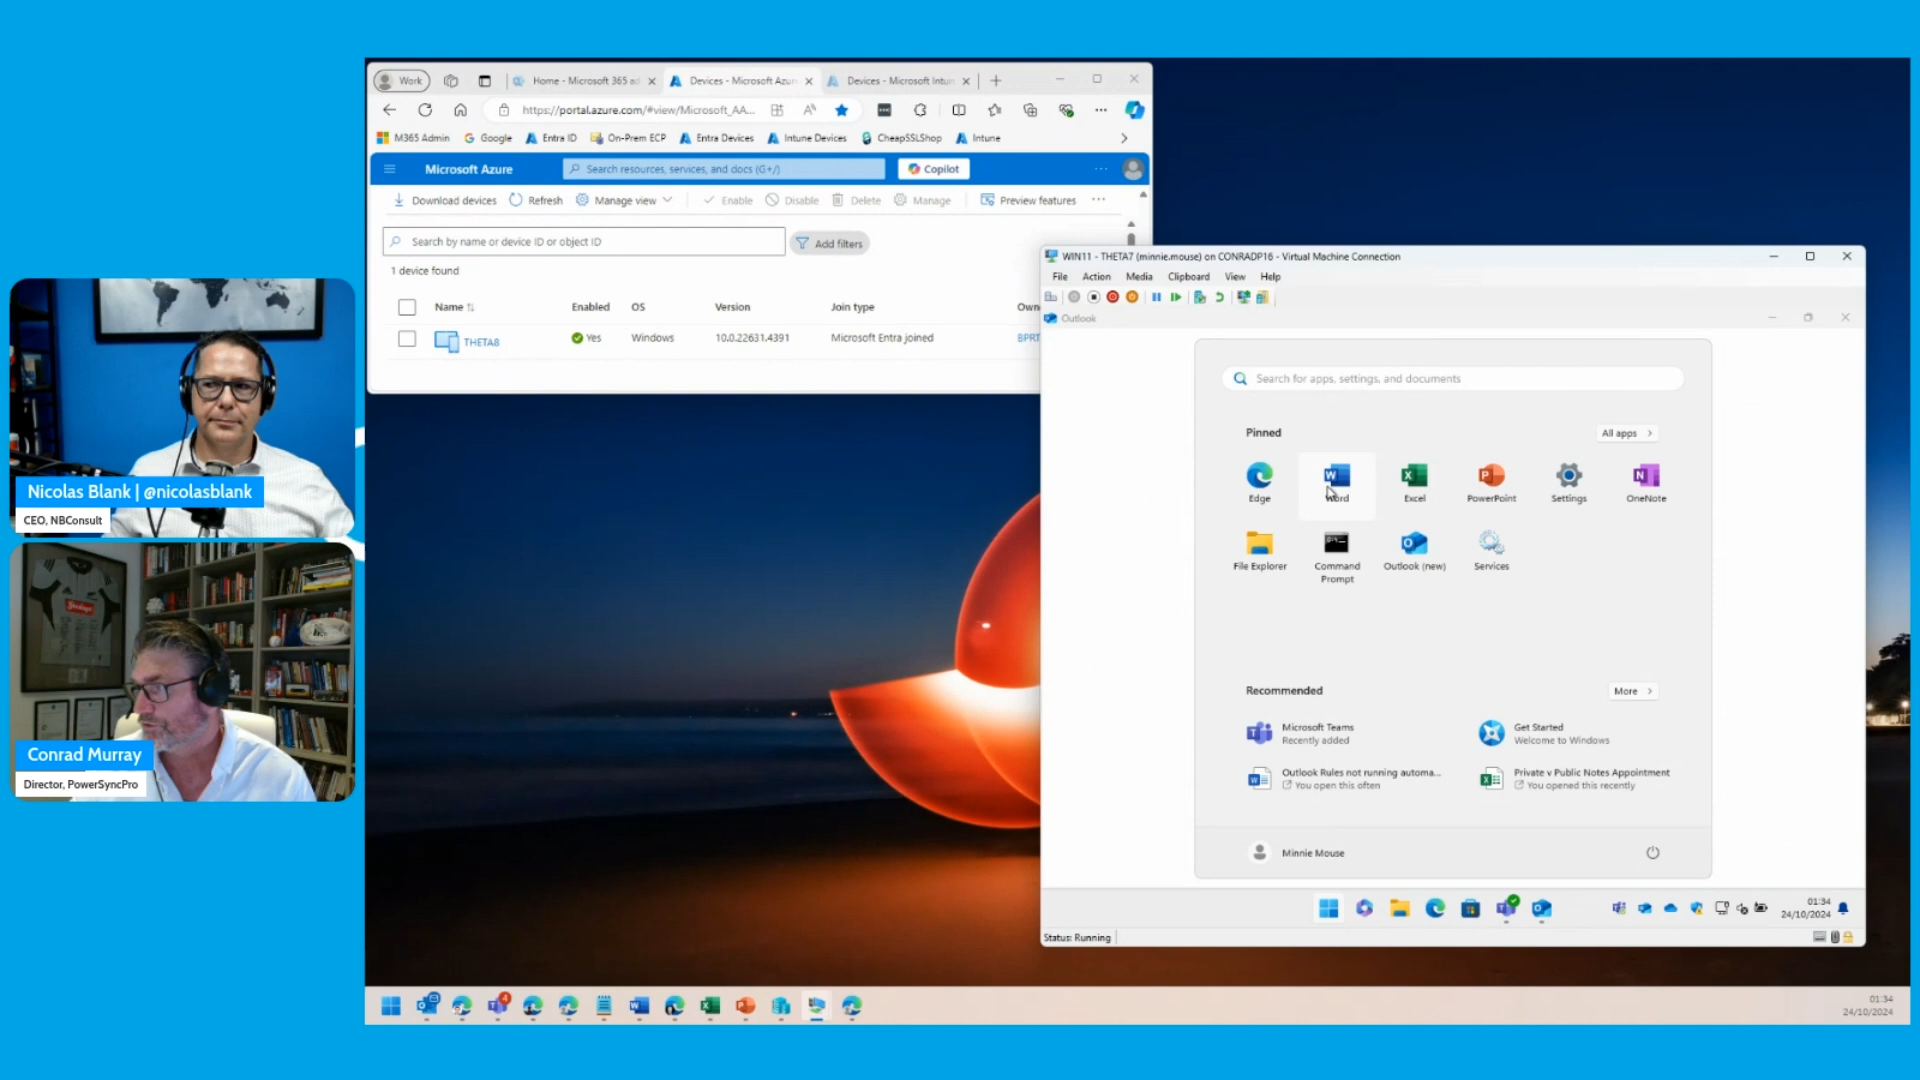 Work
Home - Microsoft 365 ad
Devices - Microsoft Azur
Devices - Microsoft Intun
https://portal.azure.com/#view/Microsoft_AA...
M365 Admin
Google
Entra ID
On-Prem ECP
Entra Devices
Intune Devices
CheapSSLShop
Intune
Microsoft Azure
Search resources, services, and docs (G+/)
Copilot
Download devices
Refresh
Manage view
Enable
Disable
Delete
Manage
Preview features
Search by name or device ID or object ID
Add filters
1 device found
Name
Enabled
OS
Version
Join type
Own
THETA8
Yes
Windows
10.0.22631.4391
Microsoft Entra joined
BPRT
WIN11 - THETA7 (minnie.mouse) on CONRADP16 - Virtual Machine Connection
File
Action
Media
Clipboard
View
Help
Outlook
Search for apps, settings, and documents
Pinned
All apps
Edge
Word
Excel
PowerPoint
Settings
OneNote
File Explorer
Command
Prompt
Outlook (new)
Services
Recommended
More
Microsoft Teams
Recently added
Get Started
Welcome to Windows
Outlook Rules not running automa...
You open this often
Private v Public Notes Appointment
You opened this recently
Minnie Mouse
01:34
24/10/2024
Status: Running
01:34
24/10/2024
Nicolas Blank | @nicolasblank
CEO, NBConsult
Conrad Murray
Director, PowerSyncPro